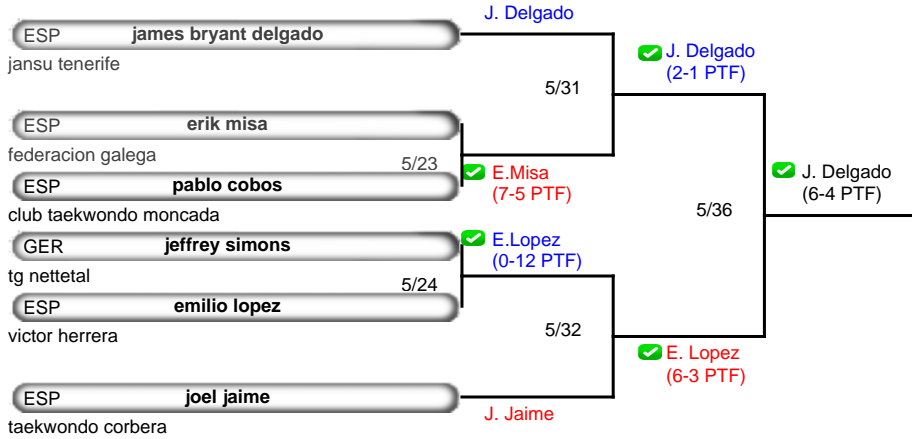 J. Delgado
ESP james bryant delgado
jansu tenerife
J. Delgado
(2-1 PTF)
5/31
ESP erik misa
federacion galega
5/23
E.Misa
(7-5 PTF)
J. Delgado
(6-4 PTF)
ESP pablo cobos
club taekwondo moncada
5/36
GER jeffrey simons
tg nettetal
E.Lopez
(0-12 PTF)
5/24
ESP emilio lopez
victor herrera
5/32
E. Lopez
(6-3 PTF)
ESP joel jaime
taekwondo corbera
J. Jaime